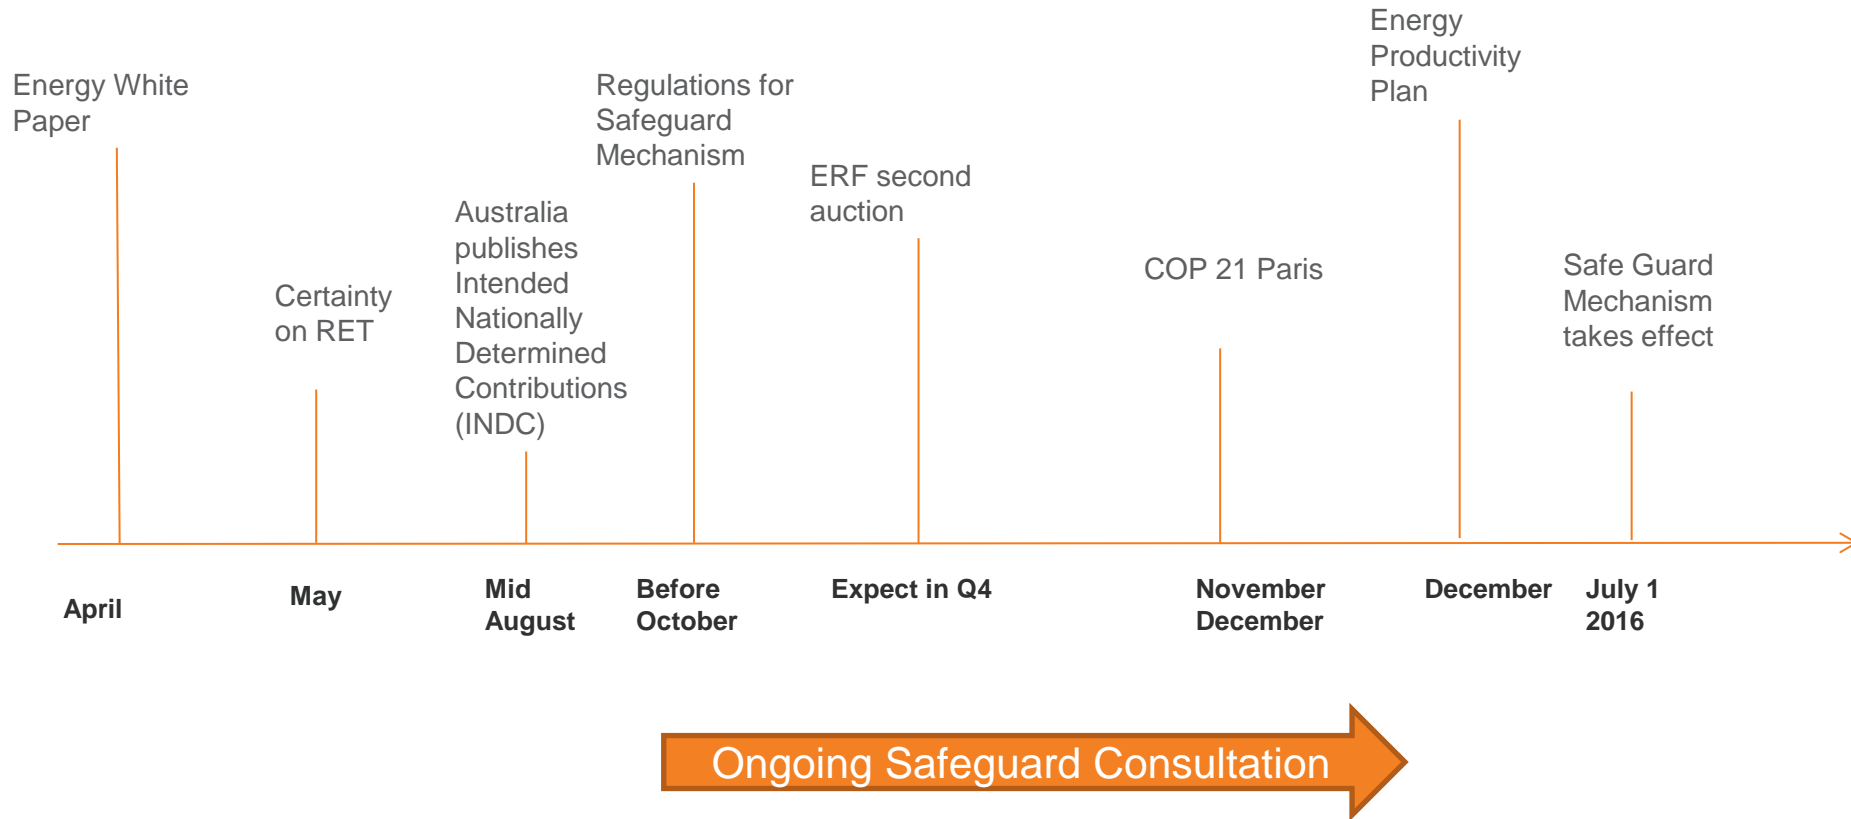 Energy White
Paper
Certainty
on RET
Australia
publishes
Intended
Nationally
Determined
Contributions
(INDC)
Regulations for
Safeguard
Mechanism
ERF second
auction
COP 21 Paris
Energy
Productivity
Plan
Safe Guard
Mechanism
takes effect
April
May
Mid
August
Before
October
Expect in Q4
November
December
December
July 1
2016
Ongoing Safeguard Consultation